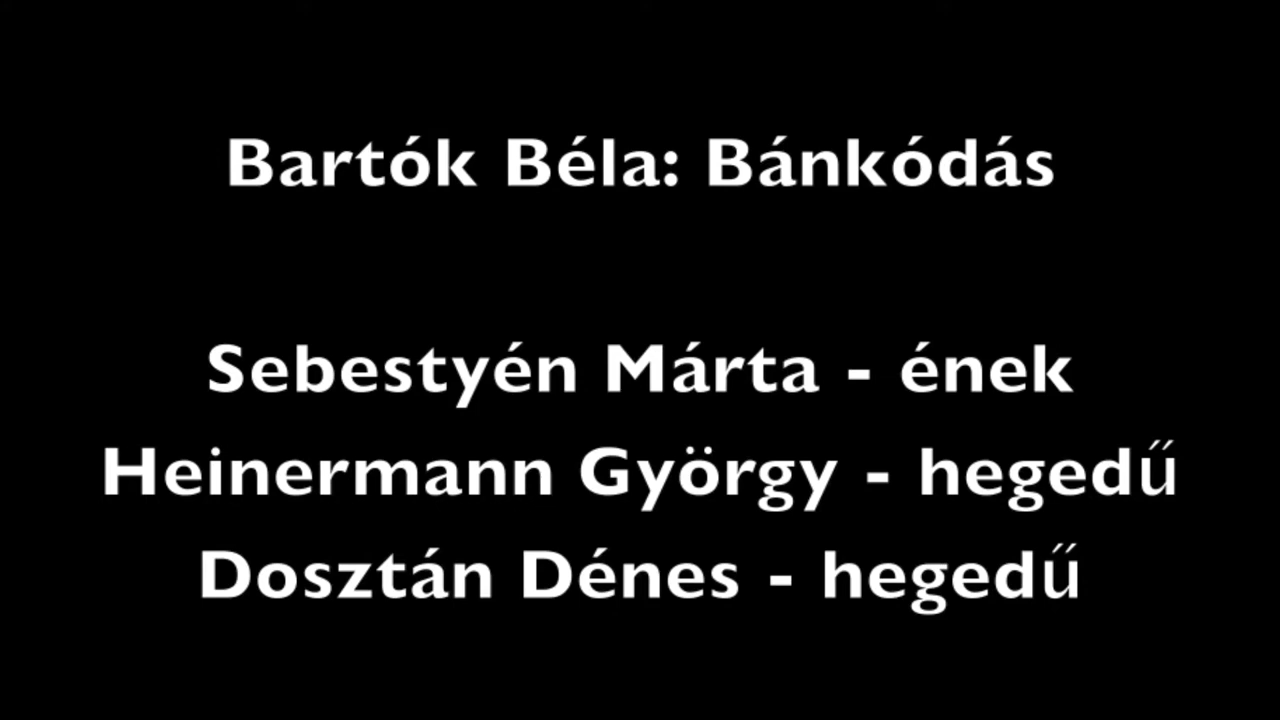 Bartók Béla: Bánkódás
Sebestyén Márta - ének
Heinermann György - hegedű
Dosztán Dénes - hegedű